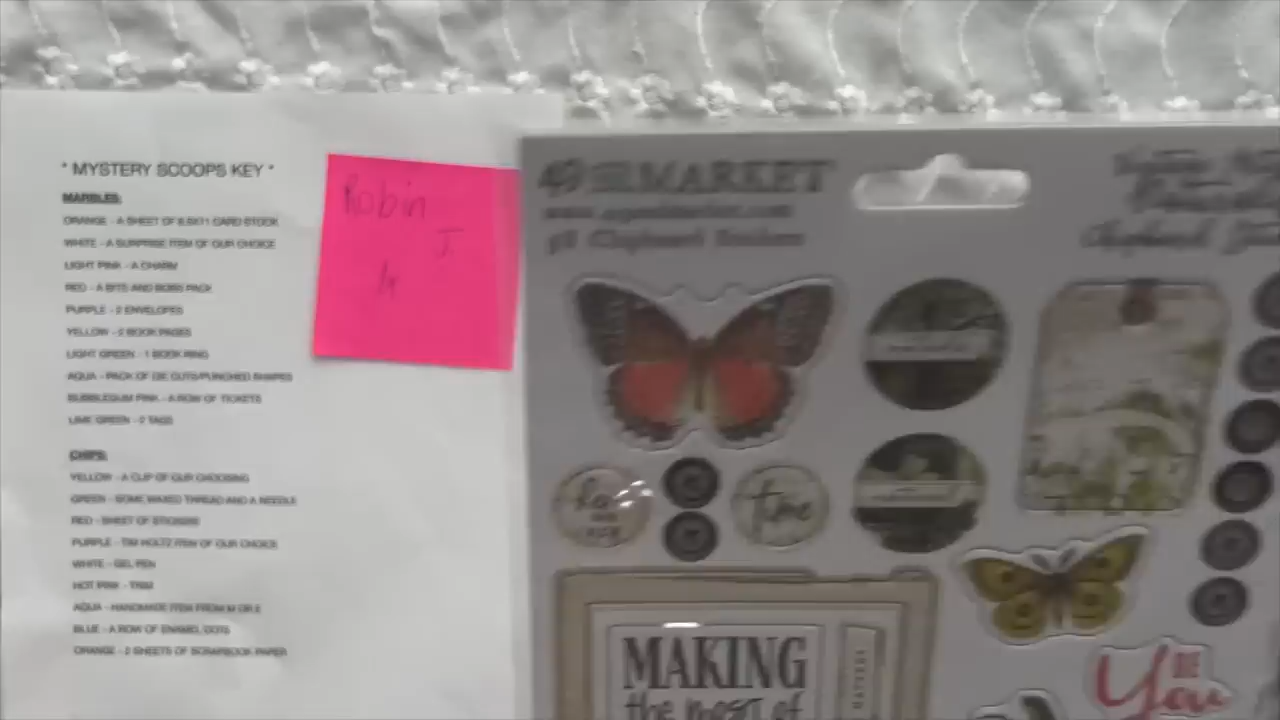 * MYSTERY SCOOPS KEY *
MARBLES:
ORANGE - A SHEET OF 8.5X11 CARD STOCK
WHITE - A SURPRISE ITEM OF OUR CHOICE
LIGHT PINK - A CHARM
RED - A BITS AND BOBS PACK
PURPLE - 2 ENVELOPES
YELLOW - 2 BOOK PAGES
LIGHT GREEN - 1 BOOK RING
AQUA - PACK OF DIE CUTS/PUNCHED SHAPES
BUBBLEGUM PINK - A ROW OF TICKETS
LIME GREEN - 2 TAGS
CHIPS:
YELLOW - A CLIP OF OUR CHOOSING
GREEN - SOME WAXED THREAD AND A NEEDLE
RED - SHEET OF STICKERS
PURPLE - TIM HOLTZ ITEM OF OUR CHOICE
WHITE - GEL PEN
HOT PINK - TRIM
AQUA - HANDMADE ITEM FROM M OR E
BLUE - A ROW OF ENAMEL DOTS
ORANGE - 2 SHEETS OF SCRAPBOOK PAPER
Robin
J
4
49 MARKET
Chipboard Stickers
time
MAKING
the most of
BE
You